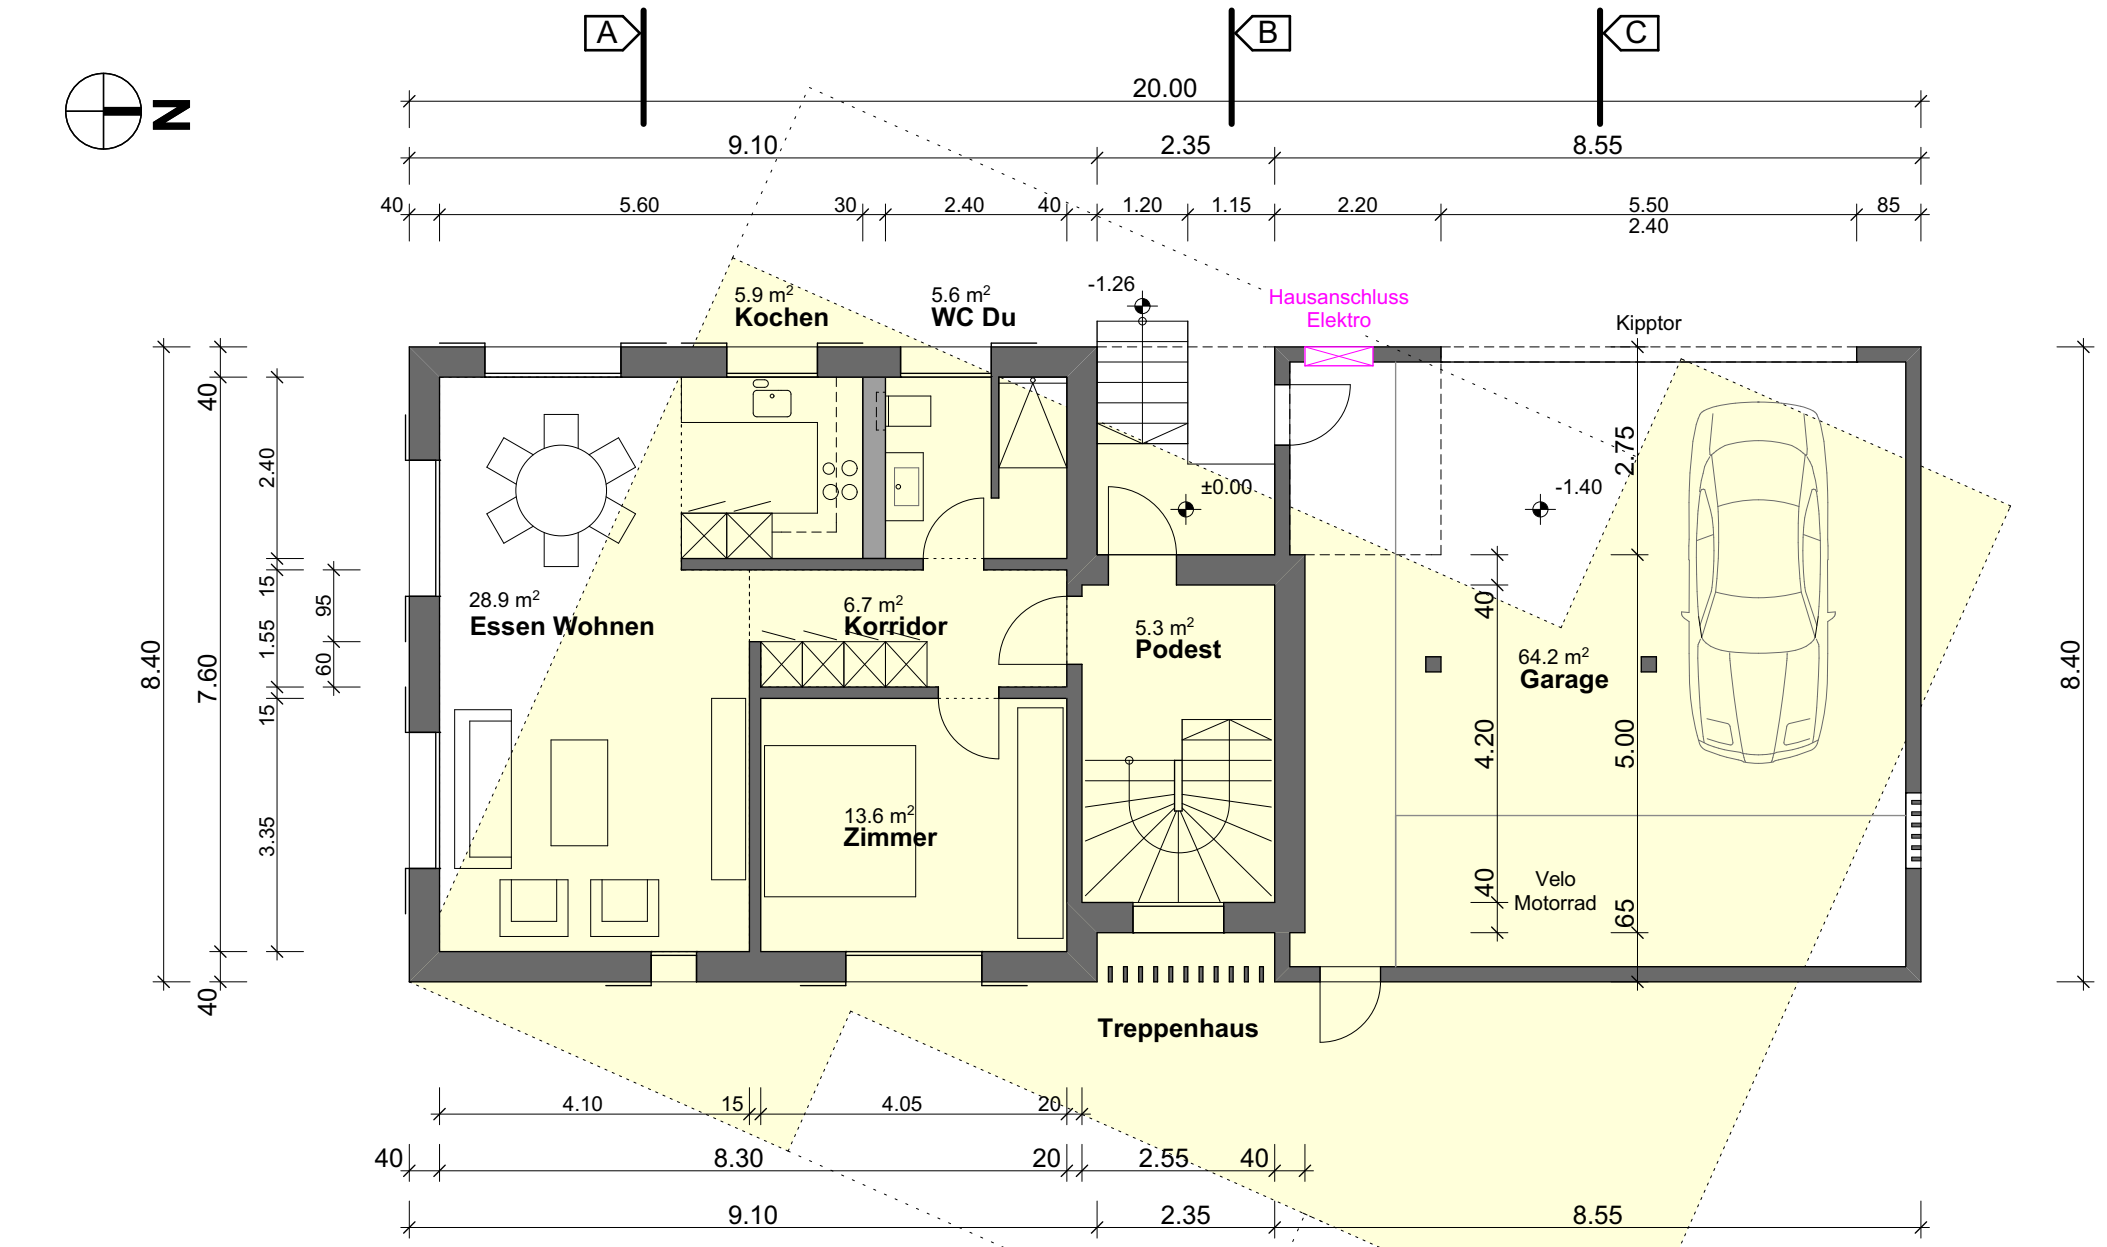 A
B
C
N
20.00
9.10
2.35
8.55
40
5.60
30
2.40
40
1.20
1.15
2.20
5.50
2.40
85
5.9 m²
Kochen
5.6 m²
WC Du
-1.26
Hausanschluss
Elektro
Kipptor
40
2.40
2.75
±0.00
-1.40
15
95
28.9 m²
Essen Wohnen
6.7 m²
Korridor
5.3 m²
Podest
40
64.2 m²
Garage
8.40
7.60
1.55
60
8.40
15
4.20
5.00
3.35
13.6 m²
Zimmer
40
Velo
Motorrad
65
40
Treppenhaus
4.10
15
4.05
20
40
8.30
20
2.55
40
9.10
2.35
8.55